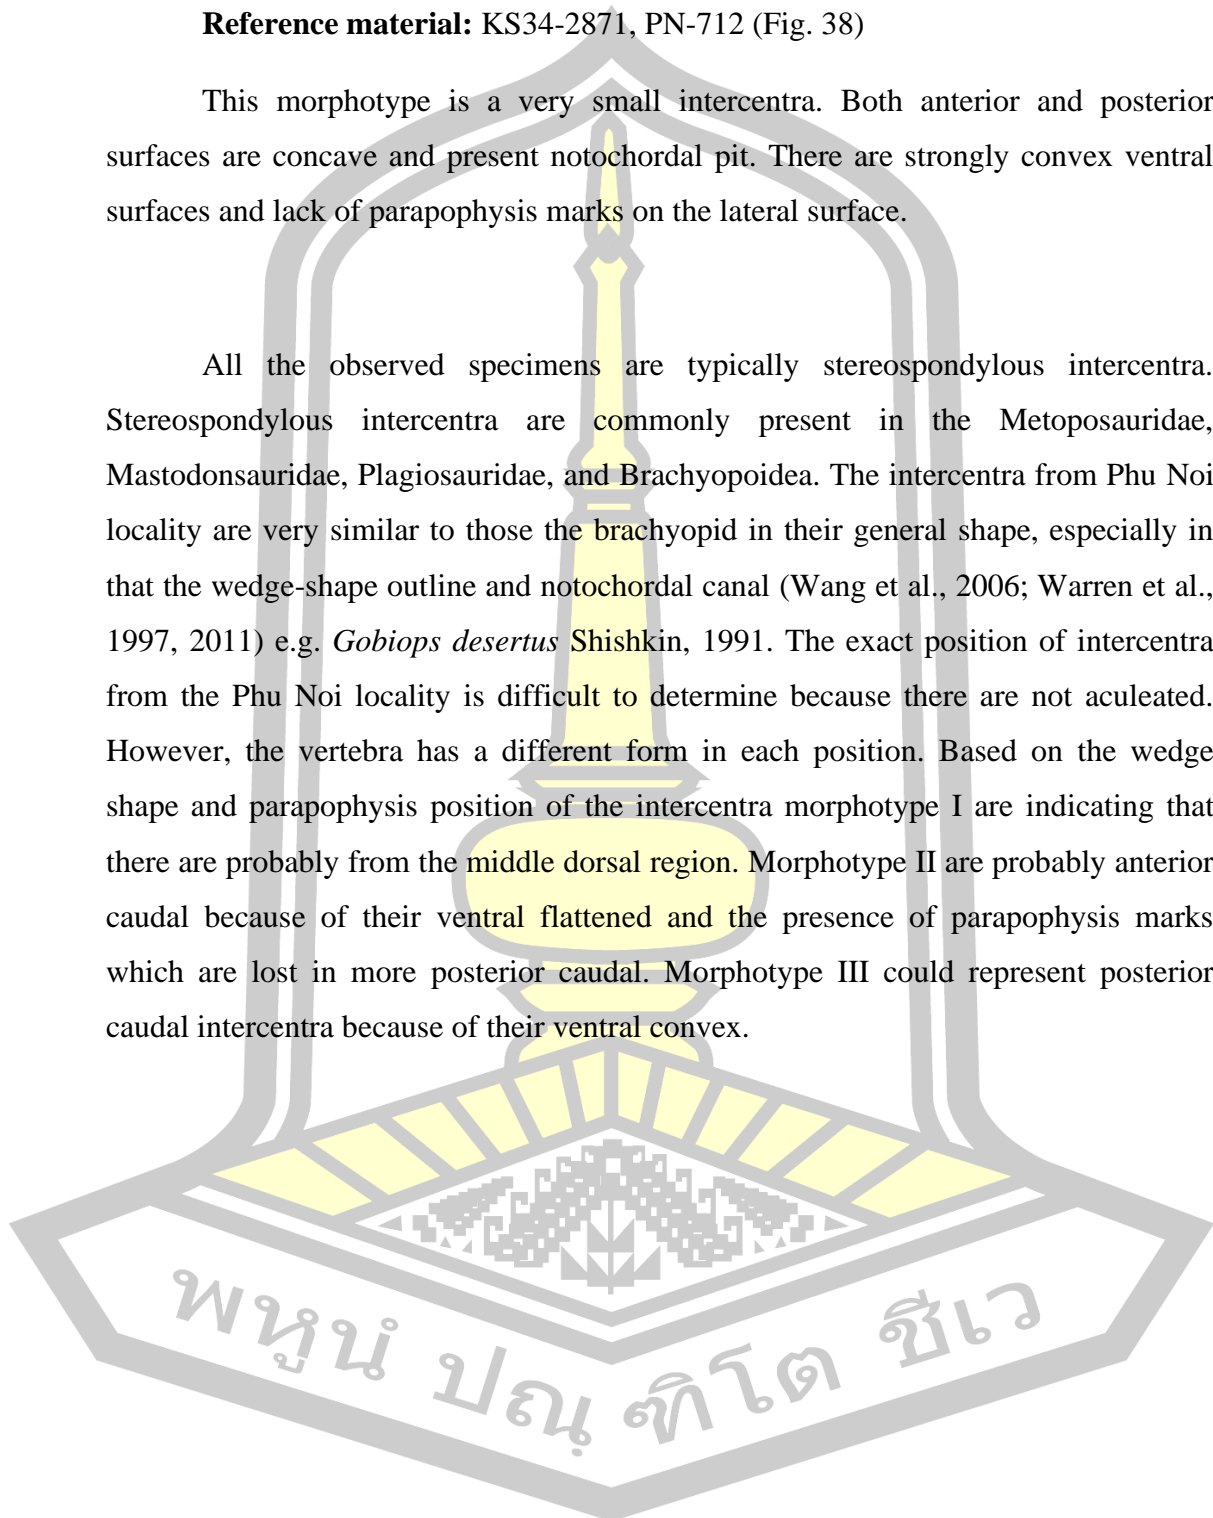 Reference material: KS34-2871, PN-712 (Fig. 38)
This morphotype is a very small intercentra. Both anterior and posterior
surfaces are concave and present notochordal pit. There are strongly convex ventral
surfaces and lack of parapophysis marks on the lateral surface.
All the observed specimens are typically stereospondylous intercentra.
Stereospondylous intercentra are commonly present in the Metoposauridae,
Mastodonsauridae, Plagiosauridae, and Brachyopoidea. The intercentra from Phu Noi
locality are very similar to those the brachyopid in their general shape, especially in
that the wedge-shape outline and notochordal canal (Wang et al., 2006; Warren et al.,
1997, 2011) e.g. Gobiops desertus Shishkin, 1991. The exact position of intercentra
from the Phu Noi locality is difficult to determine because there are not aculeated.
However, the vertebra has a different form in each position. Based on the wedge
shape and parapophysis position of the intercentra morphotype I are indicating that
there are probably from the middle dorsal region. Morphotype II are probably anterior
caudal because of their ventral flattened and the presence of parapophysis marks
which are lost in more posterior caudal. Morphotype III could represent posterior
caudal intercentra because of their ventral convex.
พหูนํ ปณฺฑิโต ชีเว